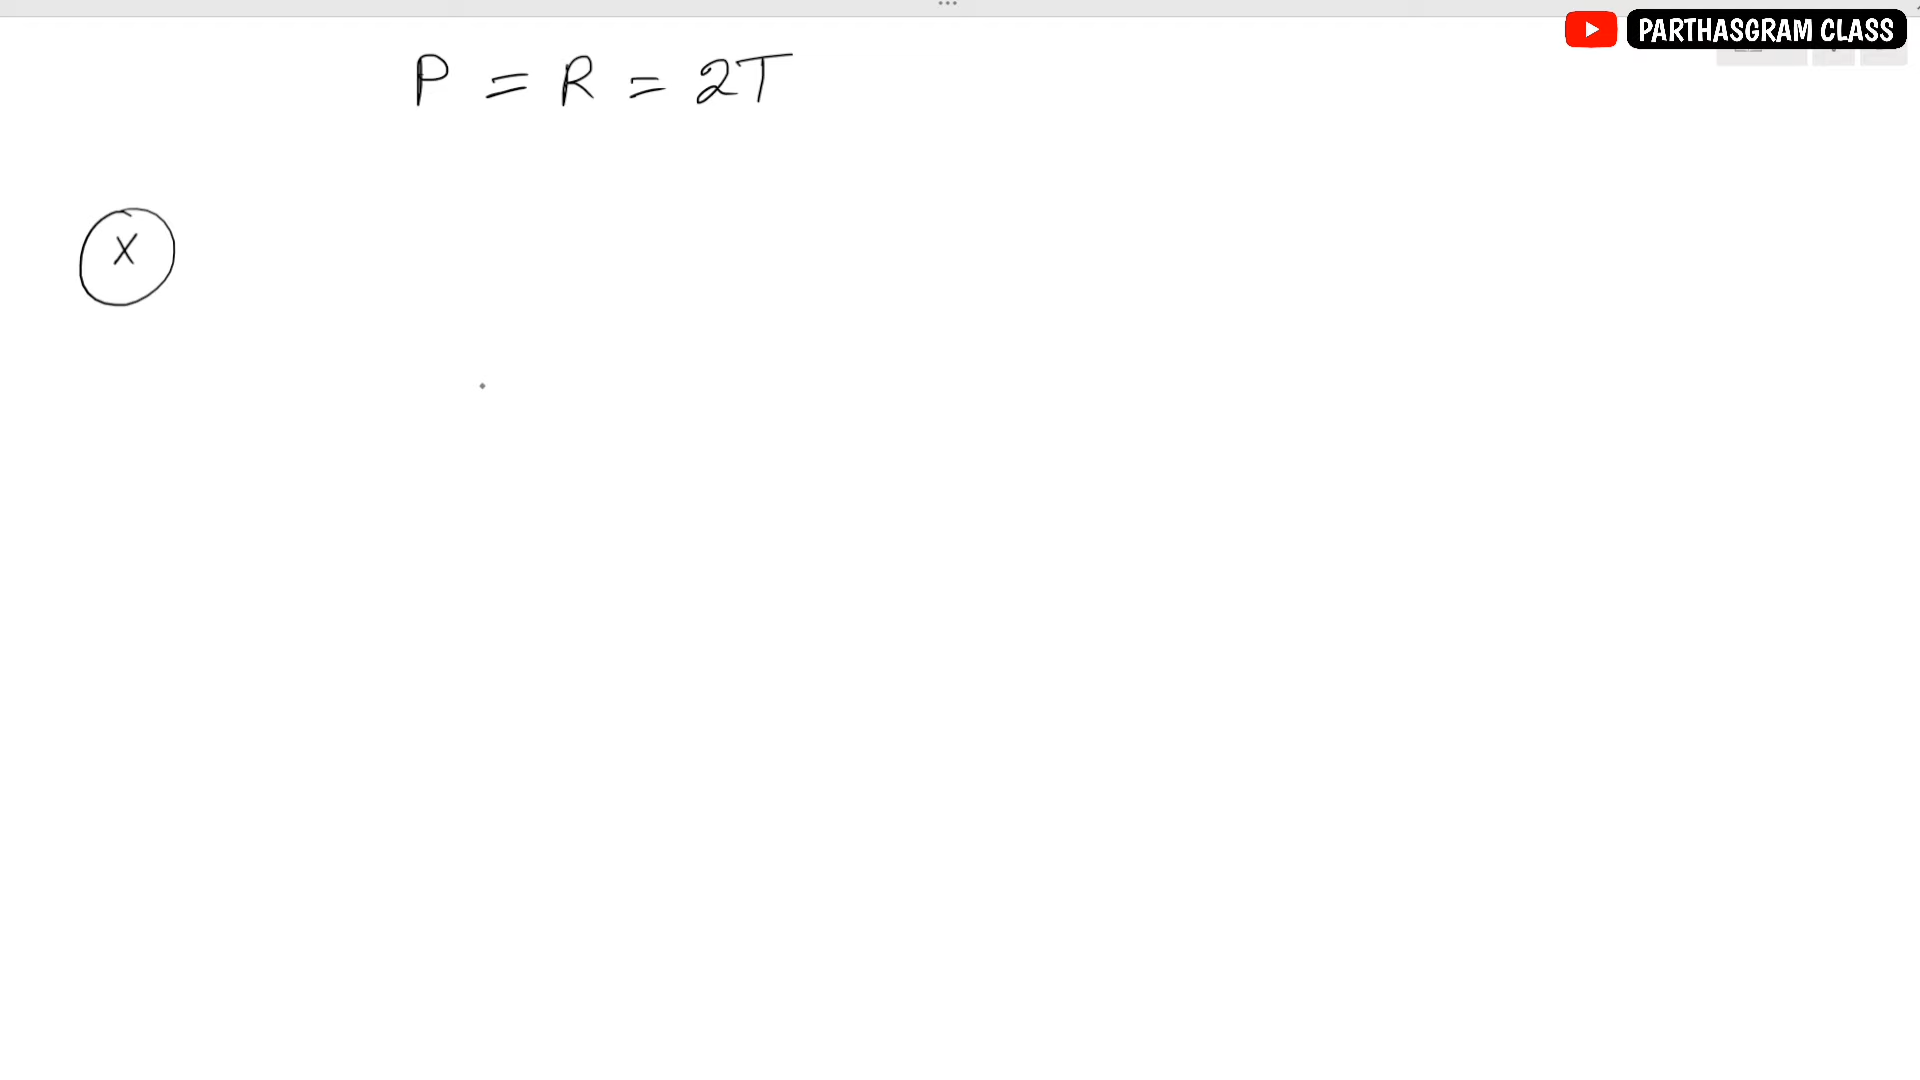 PARTHASGRAM CLASS
P = R = 2T
X